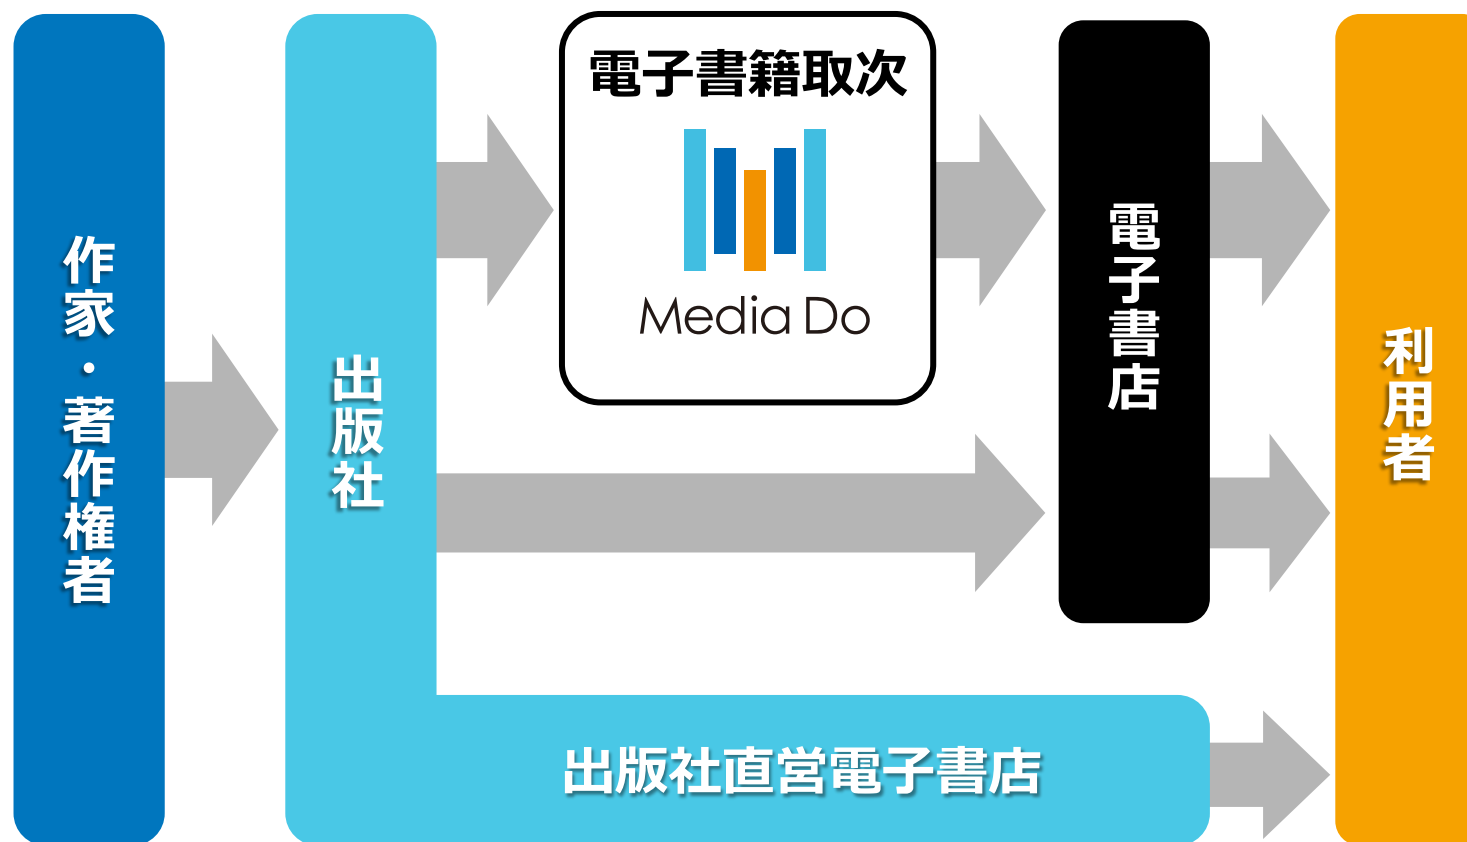 作家・著作権者
出版社
電子書籍取次
Media Do
電子書店
利用者
出版社直営電子書店